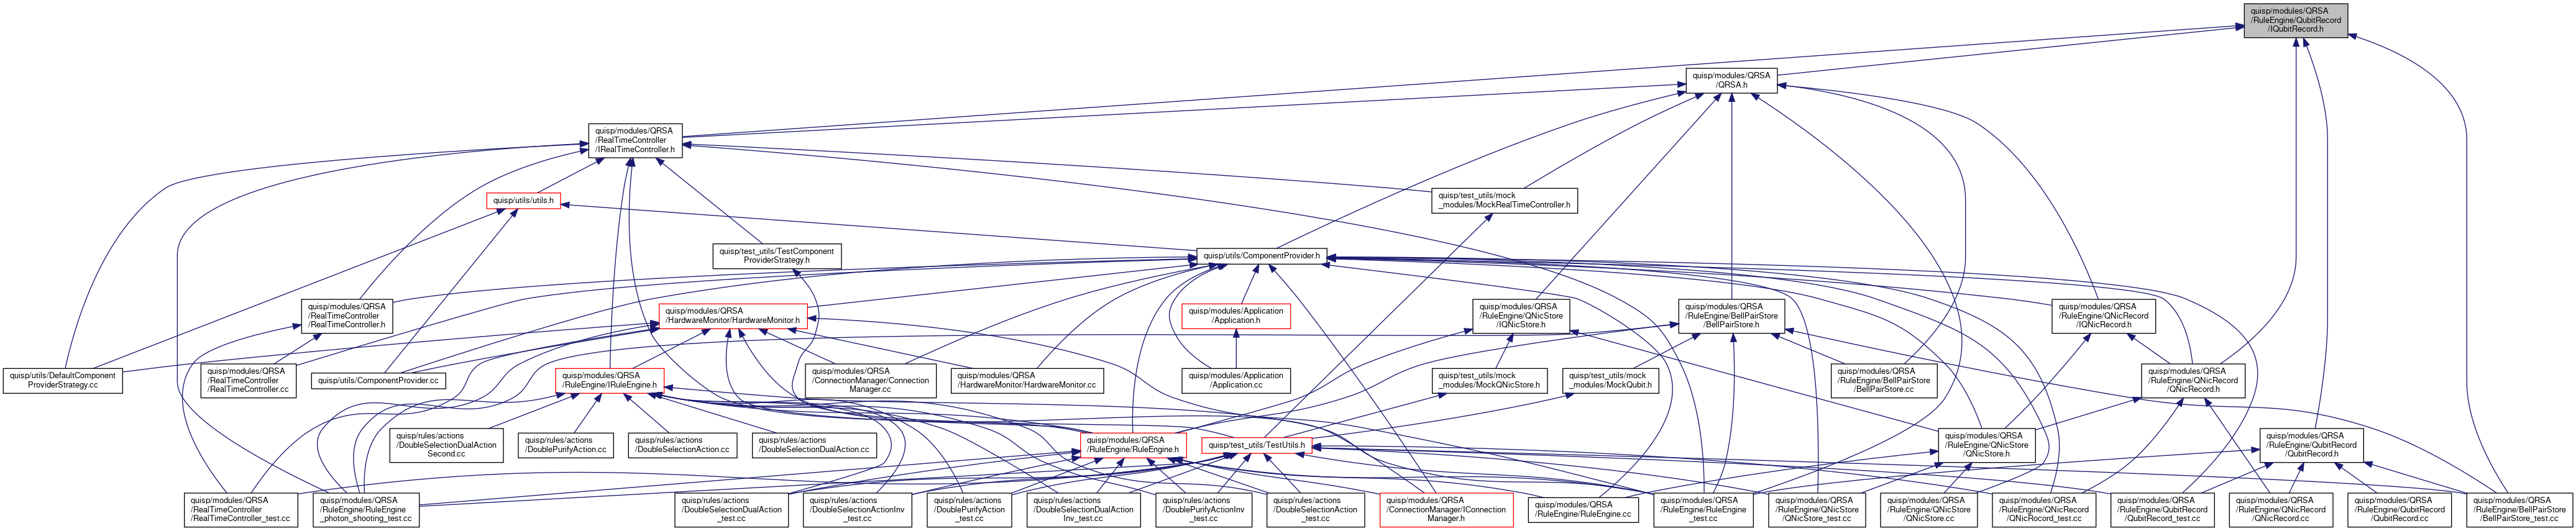 quisp/modules/QRSA
/RuleEngine/QubitRecord
/IQubitRecord.h
quisp/modules/QRSA
/QRSA.h
quisp/modules/QRSA
/RealTimeController
/IRealTimeController.h
quisp/utils/utils.h
quisp/test_utils/mock
_modules/MockRealTimeController.h
quisp/test_utils/TestComponent
ProviderStrategy.h
quisp/utils/ComponentProvider.h
quisp/modules/QRSA
/RealTimeController
/RealTimeController.h
quisp/modules/QRSA
/HardwareMonitor/HardwareMonitor.h
quisp/modules/Application
/Application.h
quisp/modules/QRSA
/RuleEngine/QNicStore
/IQNicStore.h
quisp/modules/QRSA
/RuleEngine/BellPairStore
/BellPairStore.h
quisp/modules/QRSA
/RuleEngine/QNicRecord
/IQNicRecord.h
quisp/utils/DefaultComponent
ProviderStrategy.cc
quisp/modules/QRSA
/RealTimeController
/RealTimeController.cc
quisp/utils/ComponentProvider.cc
quisp/modules/QRSA
/RuleEngine/IRuleEngine.h
quisp/modules/QRSA
/ConnectionManager/Connection
Manager.cc
quisp/modules/QRSA
/HardwareMonitor/HardwareMonitor.cc
quisp/modules/Application
/Application.cc
quisp/test_utils/mock
_modules/MockQNicStore.h
quisp/test_utils/mock
_modules/MockQubit.h
quisp/modules/QRSA
/RuleEngine/BellPairStore
/BellPairStore.cc
quisp/modules/QRSA
/RuleEngine/QNicRecord
/QNicRecord.h
quisp/rules/actions
/DoubleSelectionDualAction
Second.cc
quisp/rules/actions
/DoublePurifyAction.cc
quisp/rules/actions
/DoubleSelectionAction.cc
quisp/rules/actions
/DoubleSelectionDualAction.cc
quisp/modules/QRSA
/RuleEngine/RuleEngine.h
quisp/test_utils/TestUtils.h
quisp/modules/QRSA
/RuleEngine/QNicStore
/QNicStore.h
quisp/modules/QRSA
/RuleEngine/QubitRecord
/QubitRecord.h
quisp/modules/QRSA
/RealTimeController
/RealTimeController_test.cc
quisp/modules/QRSA
/RuleEngine/RuleEngine
_photon_shooting_test.cc
quisp/rules/actions
/DoubleSelectionDualAction
_test.cc
quisp/rules/actions
/DoubleSelectionActionInv
_test.cc
quisp/rules/actions
/DoublePurifyAction
_test.cc
quisp/rules/actions
/DoubleSelectionDualAction
Inv_test.cc
quisp/rules/actions
/DoublePurifyActionInv
_test.cc
quisp/rules/actions
/DoubleSelectionAction
_test.cc
quisp/modules/QRSA
/ConnectionManager/IConnection
Manager.h
quisp/modules/QRSA
/RuleEngine/RuleEngine.cc
quisp/modules/QRSA
/RuleEngine/RuleEngine
_test.cc
quisp/modules/QRSA
/RuleEngine/QNicStore
/QNicStore_test.cc
quisp/modules/QRSA
/RuleEngine/QNicStore
/QNicStore.cc
quisp/modules/QRSA
/RuleEngine/QNicRecord
/QNicRocord_test.cc
quisp/modules/QRSA
/RuleEngine/QubitRecord
/QubitRecord_test.cc
quisp/modules/QRSA
/RuleEngine/QNicRecord
/QNicRecord.cc
quisp/modules/QRSA
/RuleEngine/QubitRecord
/QubitRecord.cc
quisp/modules/QRSA
/RuleEngine/BellPairStore
/BellPairStore_test.cc